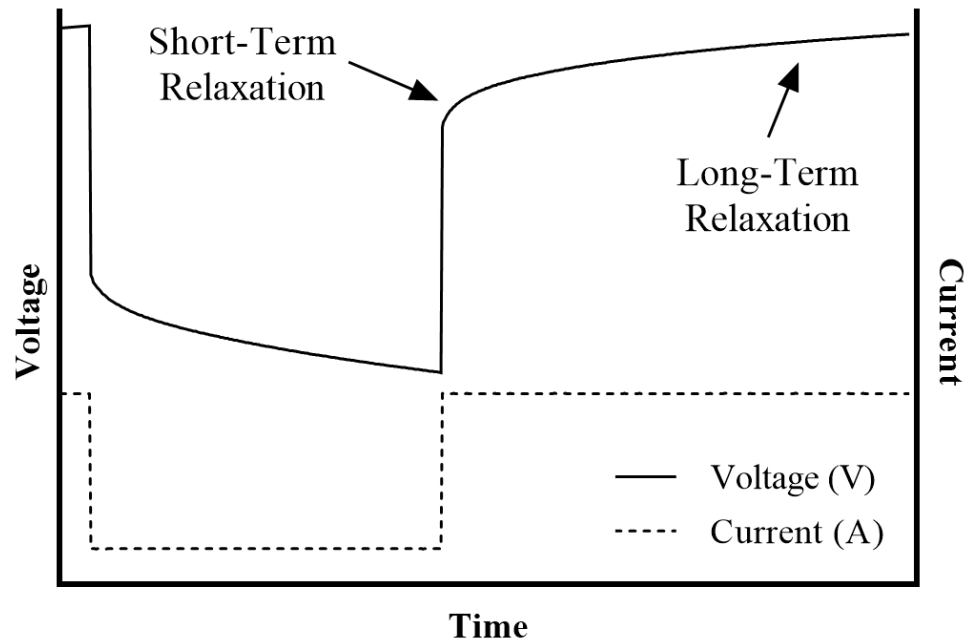 Short-Term
Relaxation
Long-Term
Relaxation
Voltage
Current
Voltage (V)
Current (A)
Time